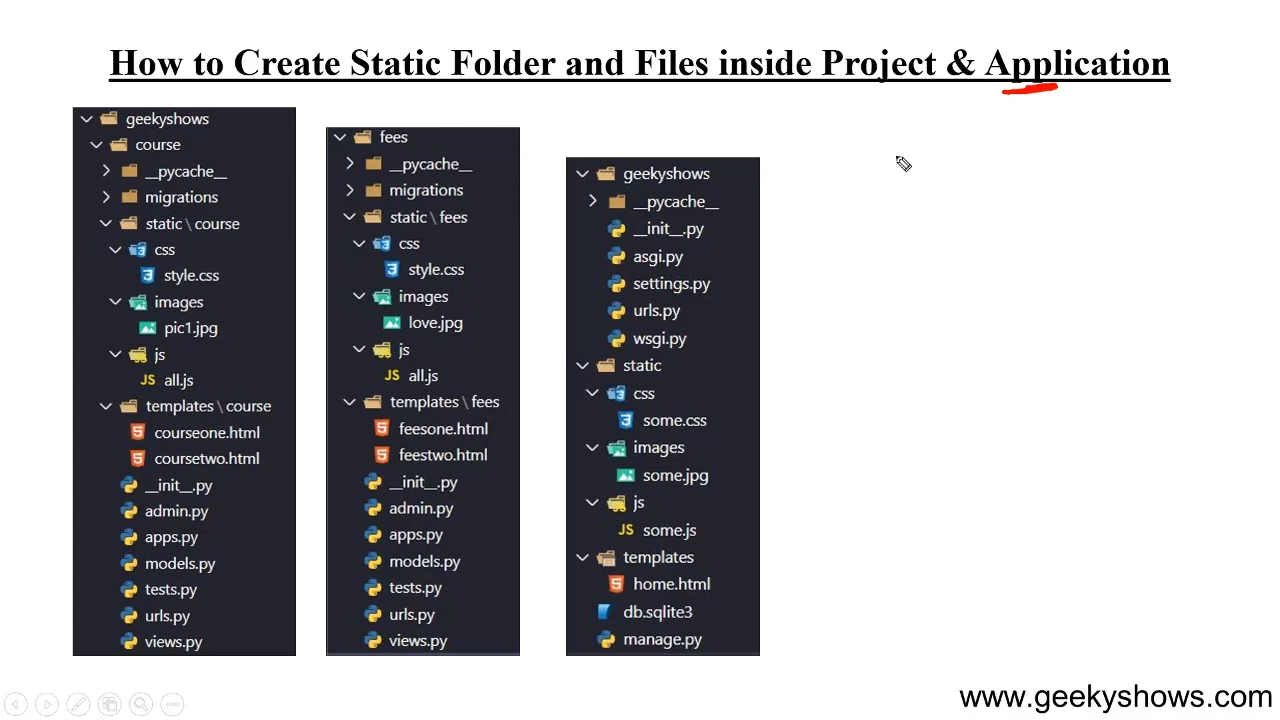 How to Create Static Folder and Files inside Project & Application
geekyshows
course
__pycache__
migrations
static \ course
css
style.css
images
pic1.jpg
js
JS all.js
templates \ course
courseone.html
coursetwo.html
__init__.py
admin.py
apps.py
models.py
tests.py
urls.py
views.py
fees
__pycache__
migrations
static \ fees
css
style.css
images
love.jpg
js
JS all.js
templates \ fees
feesone.html
feestwo.html
__init__.py
admin.py
apps.py
models.py
tests.py
urls.py
views.py
geekyshows
__pycache__
__init__.py
asgi.py
settings.py
urls.py
wsgi.py
static
css
some.css
images
some.jpg
js
JS some.js
templates
home.html
db.sqlite3
manage.py
www.geekyshows.com